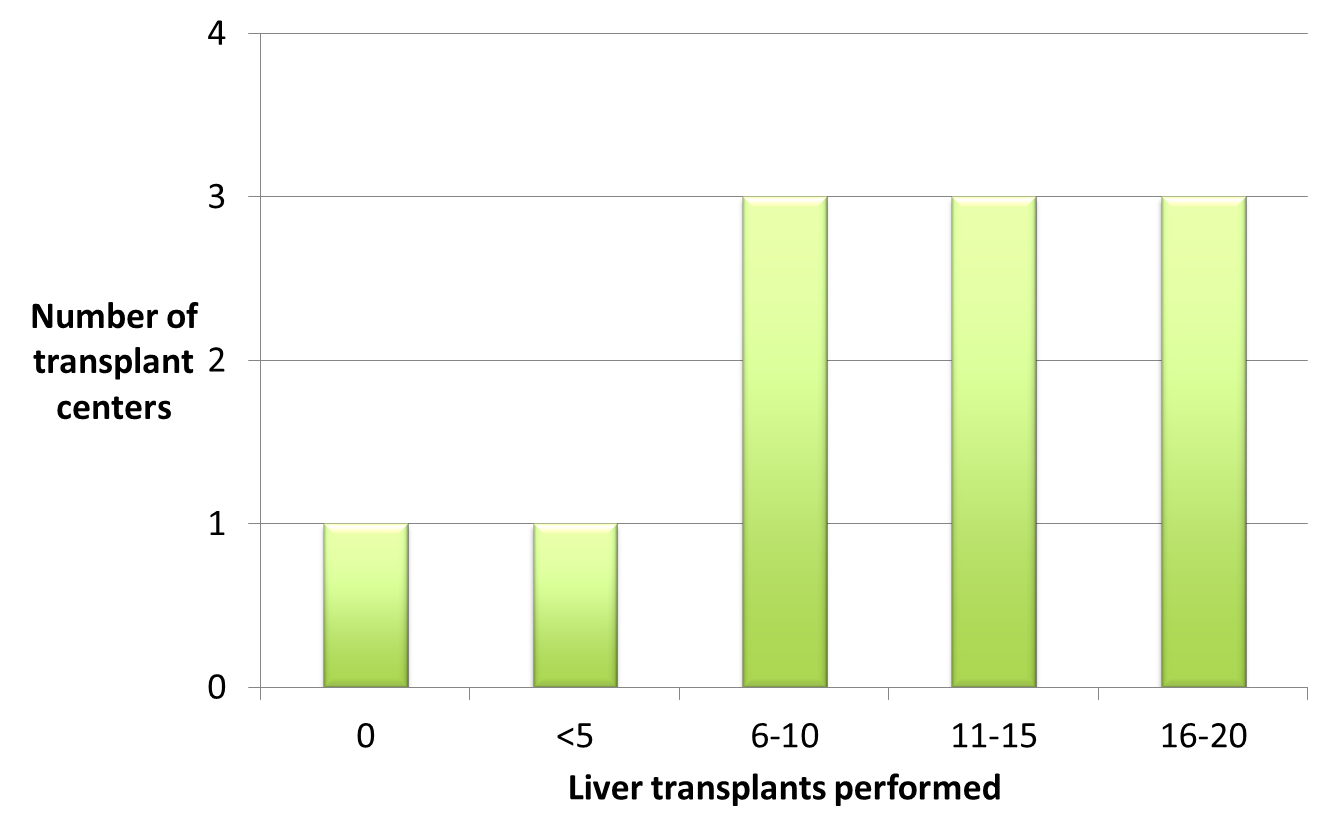 4
3
Number of
transplant 2
centers
1
0
0 <5 6-10 11-15 16-20
Liver transplants performed